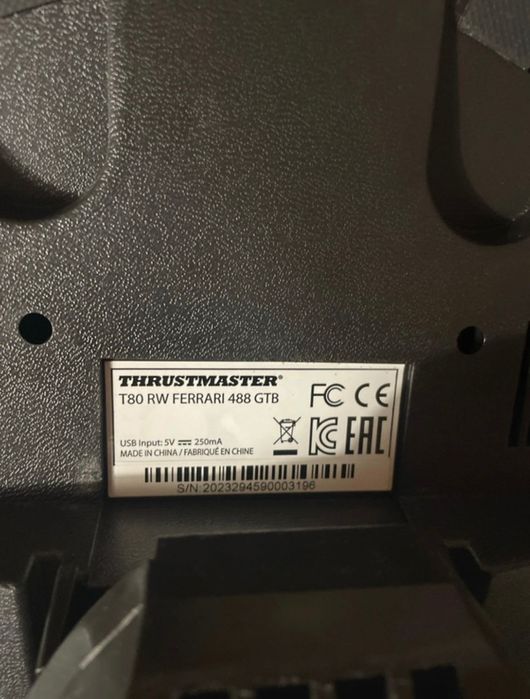 THRUSTMASTER®
T80 RW FERRARI 488 GTB
FC CE
KC EAC
USB Input: 5V ⎓ 250mA
MADE IN CHINA / FABRIQUÉ EN CHINE
S/N:2023294590003196